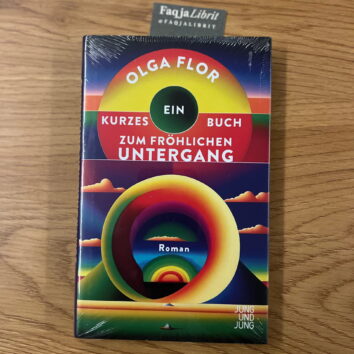 FaqjaLibrit
@FAQJALIBRIT
OLGA FLOR
EIN
KURZES BUCH
ZUM FRÖHLICHEN
UNTERGANG
Roman
JUNG
UND
JUNG